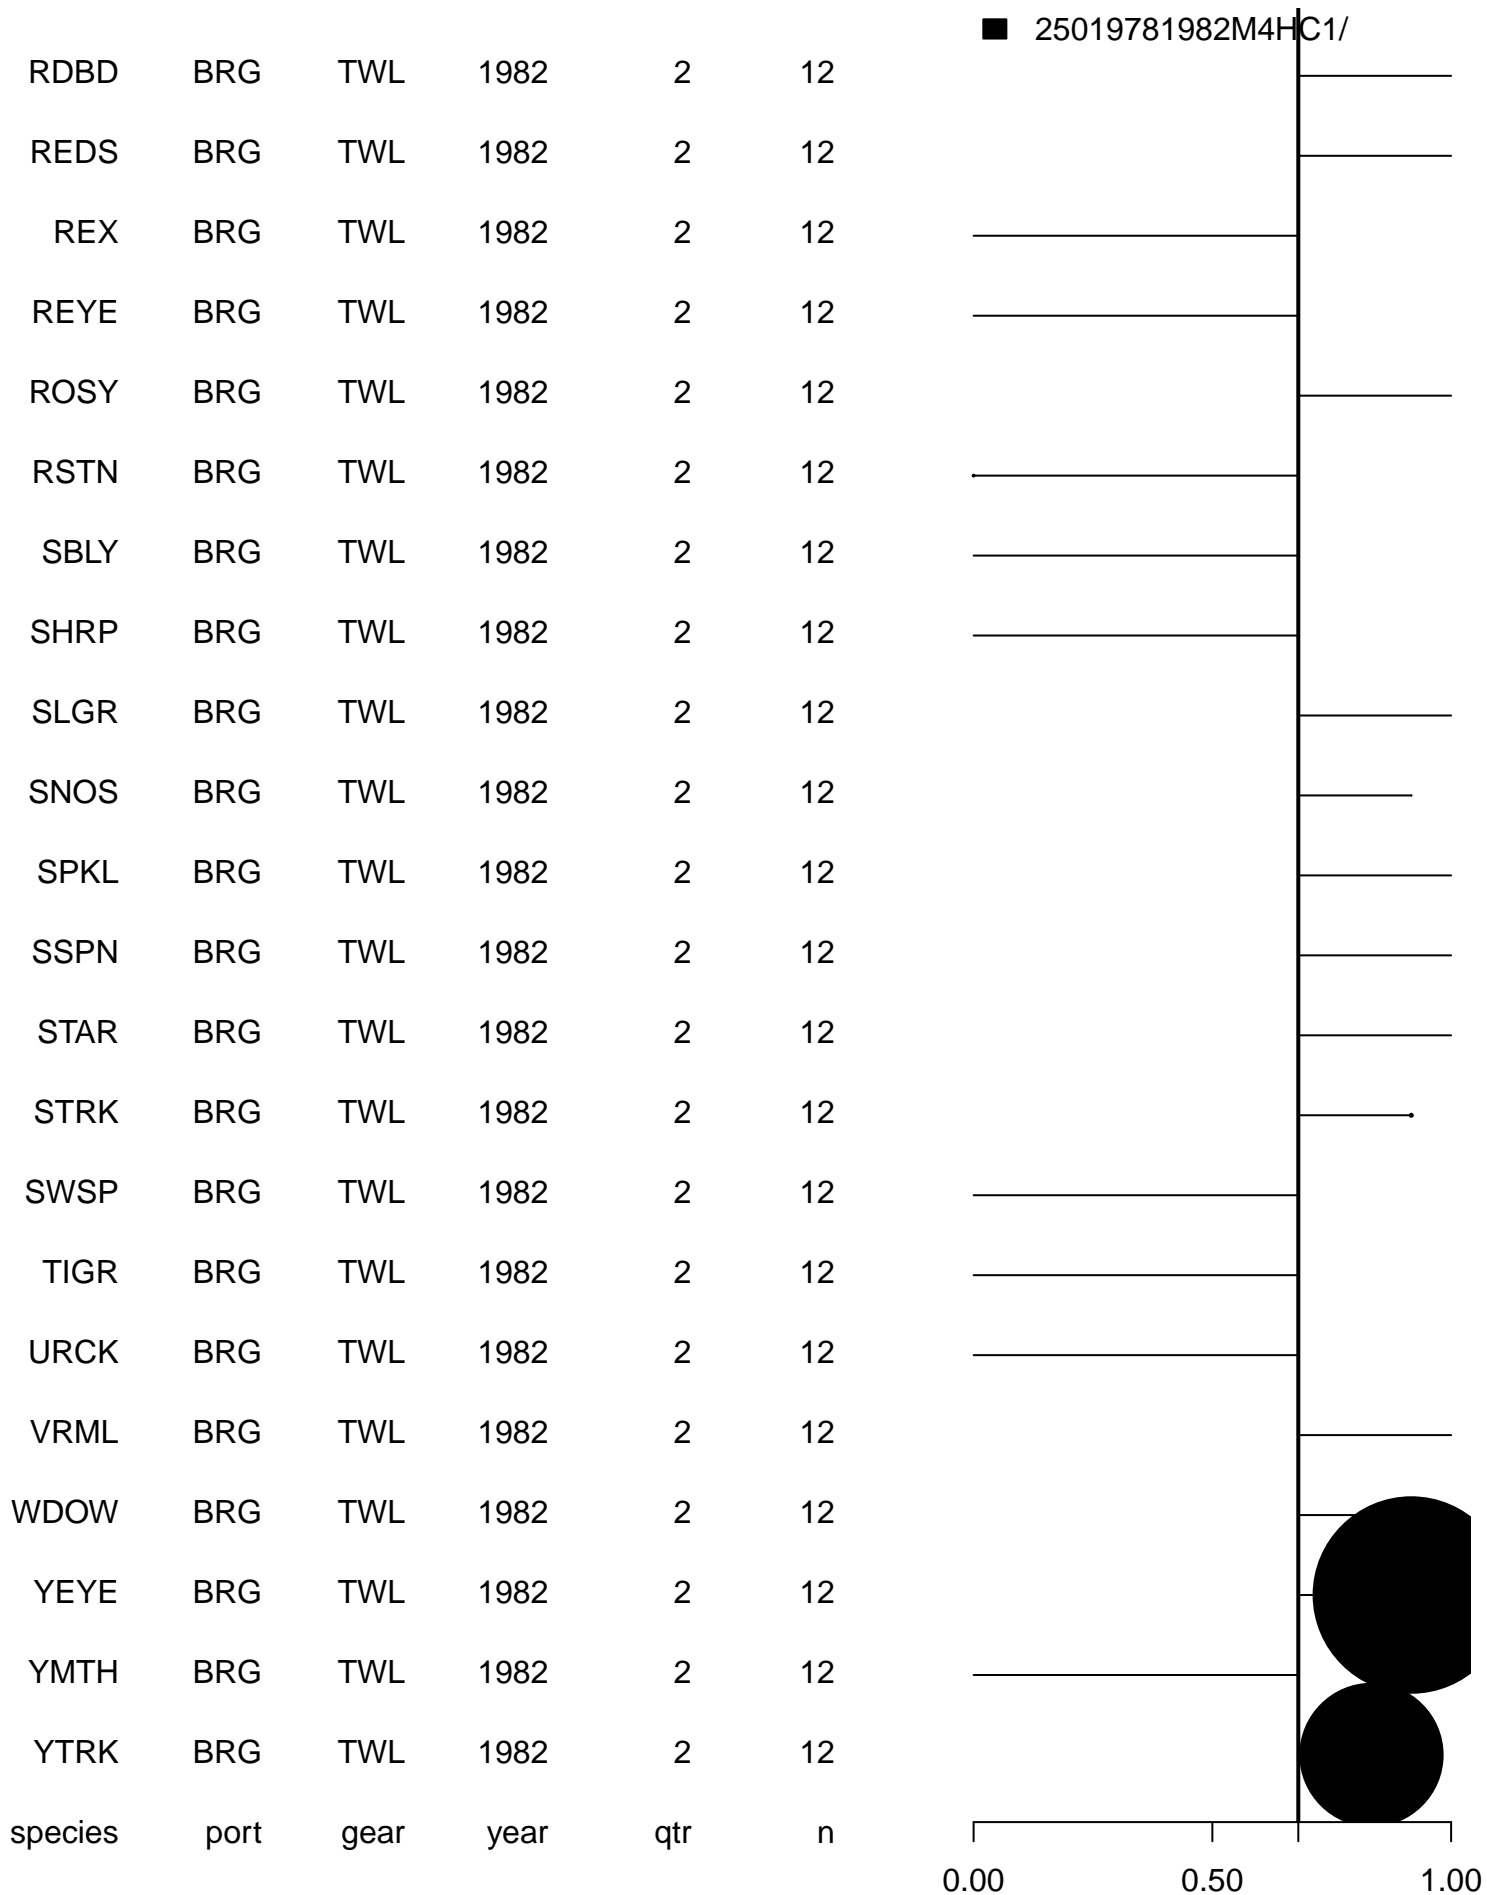 25019781982M4HC1/
RDBD BRG TWL 1982 2 12
REDS BRG TWL 1982 2 12
REX BRG TWL 1982 2 12
REYE BRG TWL 1982 2 12
ROSY BRG TWL 1982 2 12
RSTN BRG TWL 1982 2 12
SBLY BRG TWL 1982 2 12
SHRP BRG TWL 1982 2 12
SLGR BRG TWL 1982 2 12
SNOS BRG TWL 1982 2 12
SPKL BRG TWL 1982 2 12
SSPN BRG TWL 1982 2 12
STAR BRG TWL 1982 2 12
STRK BRG TWL 1982 2 12
SWSP BRG TWL 1982 2 12
TIGR BRG TWL 1982 2 12
URCK BRG TWL 1982 2 12
VRML BRG TWL 1982 2 12
WDOW BRG TWL 1982 2 12
YEYE BRG TWL 1982 2 12
YMTH BRG TWL 1982 2 12
YTRK BRG TWL 1982 2 12
species port gear year qtr n
0.00 0.50 1.00